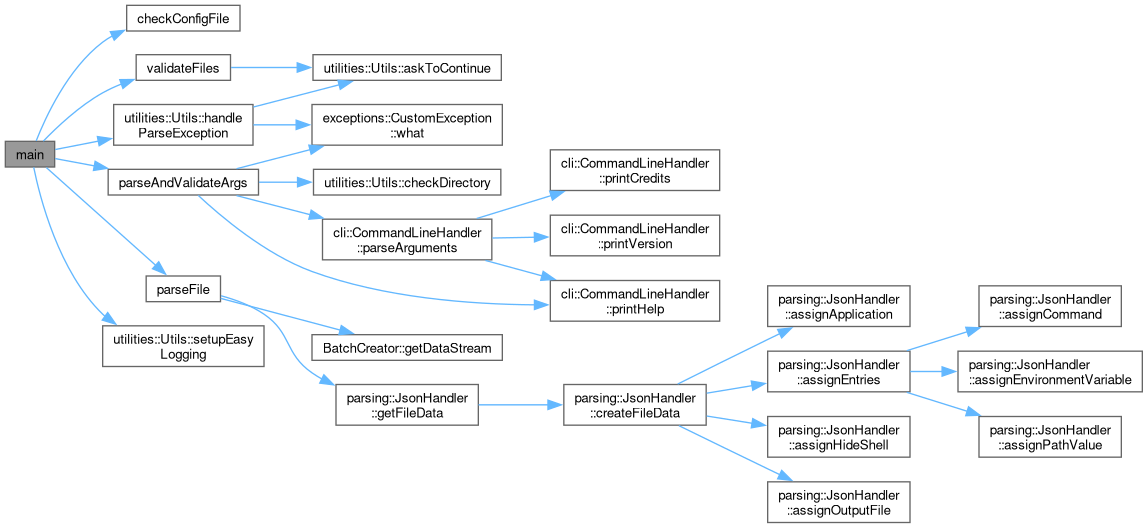 main
checkConfigFile
validateFiles
utilities::Utils::handle
ParseException
parseAndValidateArgs
parseFile
utilities::Utils::setupEasy
Logging
utilities::Utils::askToContinue
exceptions::CustomException
::what
utilities::Utils::checkDirectory
cli::CommandLineHandler
::parseArguments
BatchCreator::getDataStream
parsing::JsonHandler
::getFileData
cli::CommandLineHandler
::printCredits
cli::CommandLineHandler
::printVersion
cli::CommandLineHandler
::printHelp
parsing::JsonHandler
::createFileData
parsing::JsonHandler
::assignApplication
parsing::JsonHandler
::assignEntries
parsing::JsonHandler
::assignHideShell
parsing::JsonHandler
::assignOutputFile
parsing::JsonHandler
::assignCommand
parsing::JsonHandler
::assignEnvironmentVariable
parsing::JsonHandler
::assignPathValue